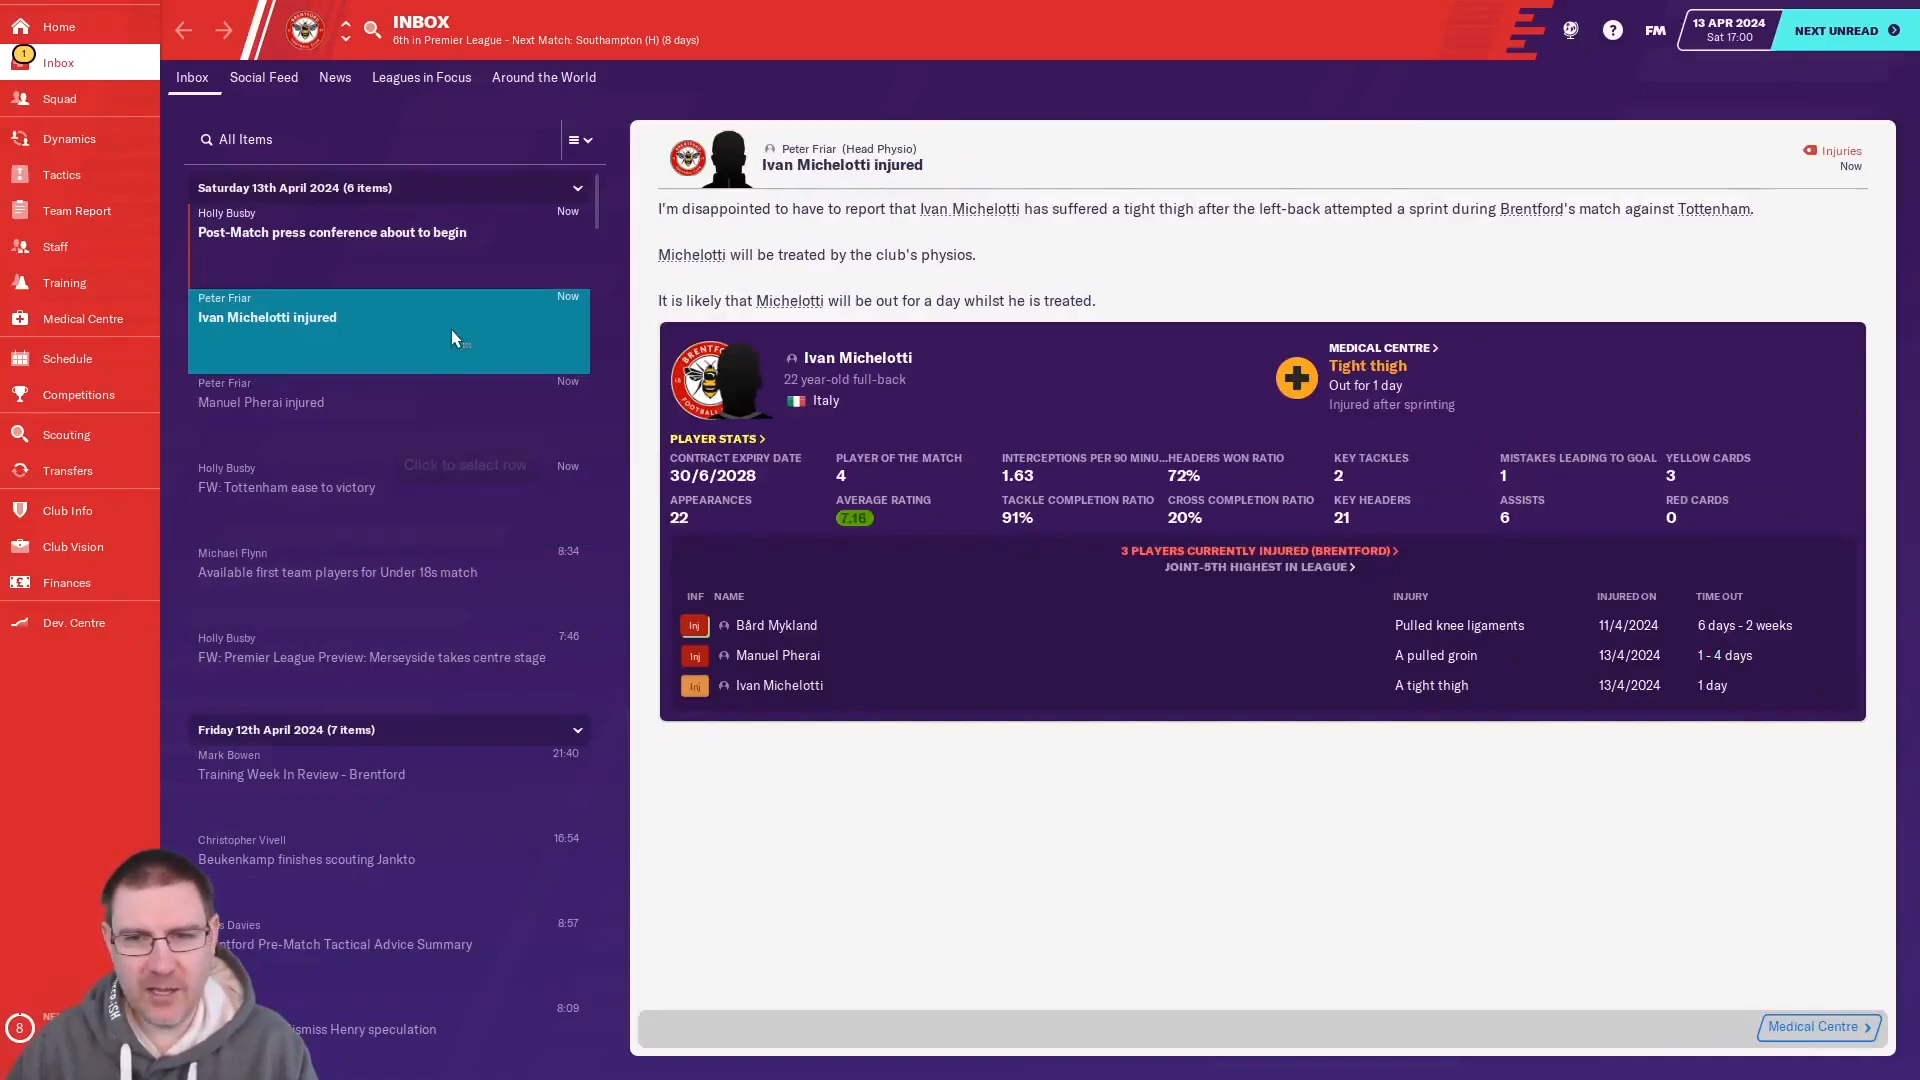 Home
1
Inbox
Squad
Dynamics
Tactics
Team Report
Staff
Training
Medical Centre
Schedule
Competitions
Scouting
Transfers
Club Info
Club Vision
Finances
Dev. Centre
8
INBOX
6th in Premier League - Next Match: Southampton (H) (8 days)
FM
13 APR 2024
Sat 17:00
NEXT UNREAD
Inbox Social Feed News Leagues in Focus Around the World
All Items
Saturday 13th April 2024 (6 items)
Holly Busby Now
Post-Match press conference about to begin
Peter Friar Now
Ivan Michelotti injured
Peter Friar Now
Manuel Pherai injured
Click to select row
Holly Busby Now
FW: Tottenham ease to victory
Michael Flynn 8:34
Available first team players for Under 18s match
Holly Busby 7:46
FW: Premier League Preview: Merseyside takes centre stage
Friday 12th April 2024 (7 items)
Mark Bowen 21:40
Training Week In Review - Brentford
Christopher Vivell 16:54
Beukenkamp finishes scouting Jankto
Davies 8:57
ntford Pre-Match Tactical Advice Summary
8:09
ismiss Henry speculation
Peter Friar (Head Physio)
Ivan Michelotti injured
Injuries
Now
I'm disappointed to have to report that Ivan Michelotti has suffered a tight thigh after the left-back attempted a sprint during Brentford's match against Tottenham.
Michelotti will be treated by the club's physios.
It is likely that Michelotti will be out for a day whilst he is treated.
Ivan Michelotti
22 year-old full-back
Italy
MEDICAL CENTRE >
Tight thigh
Out for 1 day
Injured after sprinting
PLAYER STATS >
CONTRACT EXPIRY DATE PLAYER OF THE MATCH INTERCEPTIONS PER 90 MINU... HEADERS WON RATIO KEY TACKLES MISTAKES LEADING TO GOAL YELLOW CARDS
30/6/2028 4 1.63 72% 2 1 3
APPEARANCES AVERAGE RATING TACKLE COMPLETION RATIO CROSS COMPLETION RATIO KEY HEADERS ASSISTS RED CARDS
22 7.16 91% 20% 21 6 0
3 PLAYERS CURRENTLY INJURED (BRENTFORD) >
JOINT-5TH HIGHEST IN LEAGUE >
INF NAME INJURY INJURED ON TIME OUT
Inj Bård Mykland Pulled knee ligaments 11/4/2024 6 days - 2 weeks
Inj Manuel Pherai A pulled groin 13/4/2024 1 - 4 days
Inj Ivan Michelotti A tight thigh 13/4/2024 1 day
Medical Centre >